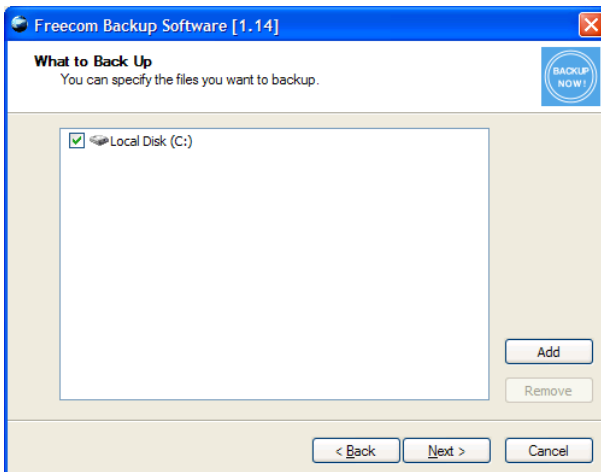 Freecom Backup Software [1.14]
What to Back Up
You can specify the files you want to backup.
BACKUP
NOW!
Local Disk (C:)
Add
Remove
< Back
Next >
Cancel